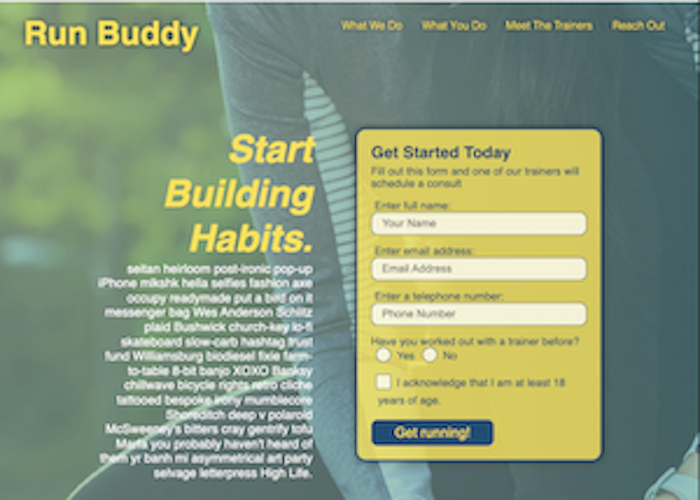 Run Buddy
What We Do What You Do Meet The Trainers Reach Out
Start
Building
Habits.
seitan heirloom post-ironic pop-up
iPhone mlkshk hella selfies fashion axe
occupy readymade put a bird on it
messenger bag Wes Anderson Schlitz
plaid Bushwick church-key lo-fi
skateboard slow-carb hashtag trust
fund Williamsburg biodiesel fixie farm-
to-table 8-bit banjo XOXO Banksy
chillwave bicycle rights retro cliche
tattooed bespoke irony mumblecore
Shoreditch deep v polaroid
McSweeney's bitters cray gentrify tofu
Marfa you probably haven't heard of
them yr banh mi asymmetrical art party
selvage letterpress High Life.
Get Started Today
Fill out this form and one of our trainers will
schedule a consult
Enter full name:
Your Name
Enter email address:
Email Address
Enter a telephone number:
Phone Number
Have you worked out with a trainer before?
Yes No
I acknowledge that I am at least 18
years of age.
Get running!